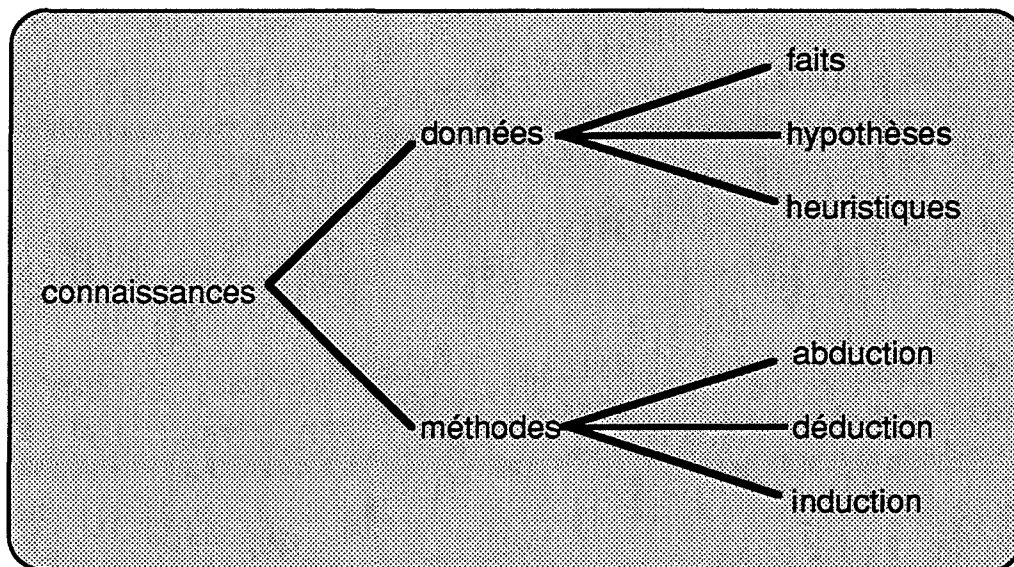 faits
données
hypothèses
heuristiques
connaissances
abduction
méthodes
déduction
induction